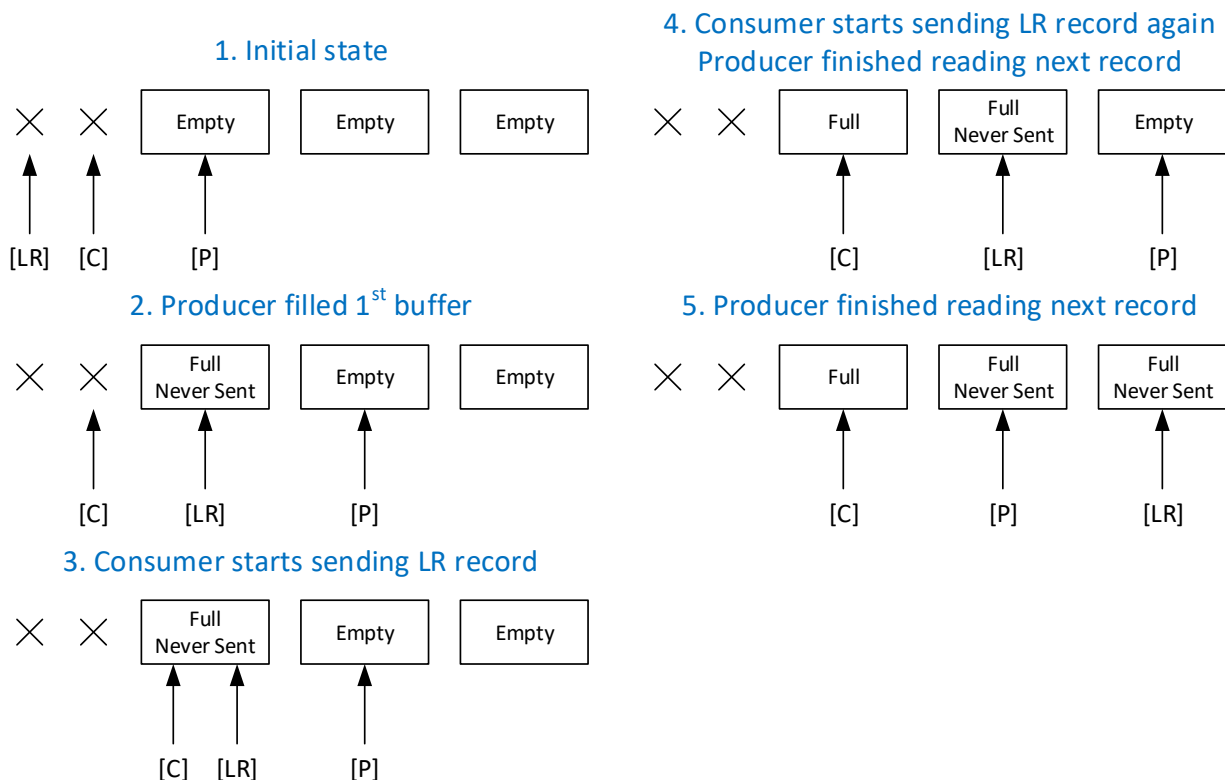 1. Initial state
Empty
Empty
Empty
[LR]
[C]
[P]
2. Producer filled 1st buffer
Full
Never Sent
Empty
Empty
[C]
[LR]
[P]
3. Consumer starts sending LR record
Full
Never Sent
Empty
Empty
[C]
[LR]
[P]
4. Consumer starts sending LR record again
Producer finished reading next record
Full
Full
Never Sent
Empty
[C]
[LR]
[P]
5. Producer finished reading next record
Full
Full
Never Sent
Full
Never Sent
[C]
[P]
[LR]